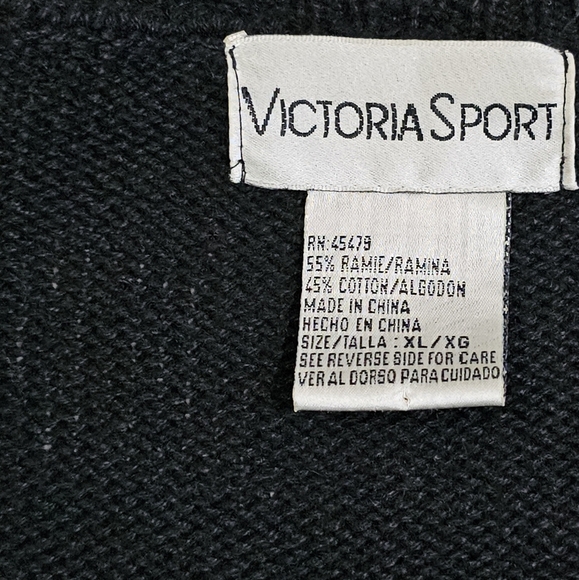 VICTORIA SPORT
RN:45479
55% RAMIE/RAMINA
45% COTTON/ALGODON
MADE IN CHINA
HECHO EN CHINA
SIZE/TALLA : XL/XG
SEE REVERSE SIDE FOR CARE
VER AL DORSO PARA CUIDADO